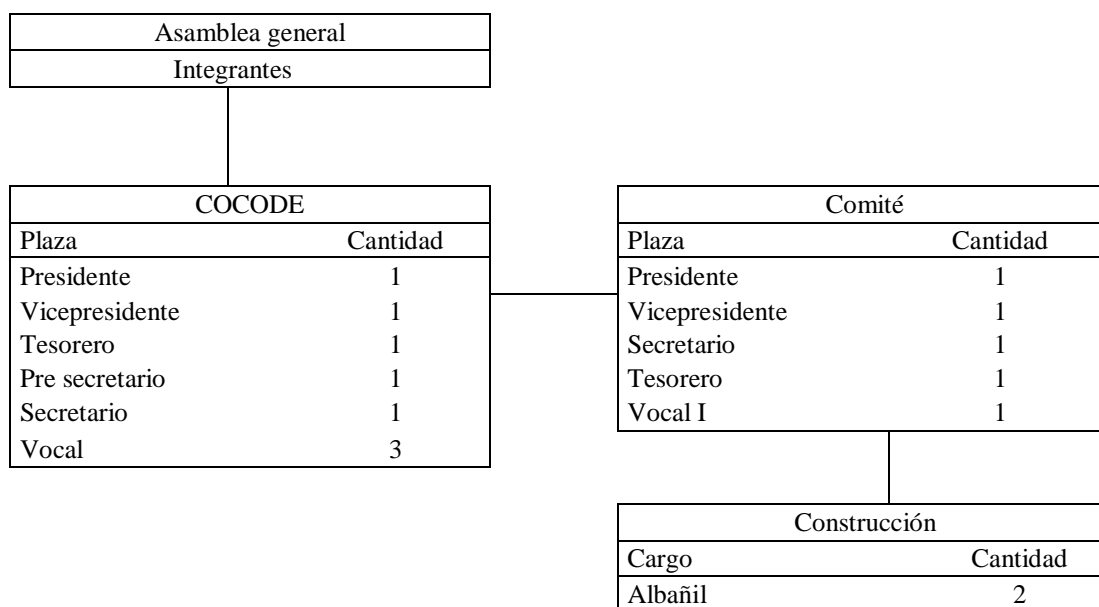 Asamblea general
Integrantes
COCODE
Plaza Cantidad
Presidente 1
Vicepresidente 1
Tesorero 1
Pre secretario 1
Secretario 1
Vocal 3
Comité
Plaza Cantidad
Presidente 1
Vicepresidente 1
Secretario 1
Tesorero 1
Vocal I 1
Construcción
Cargo Cantidad
Albañil 2